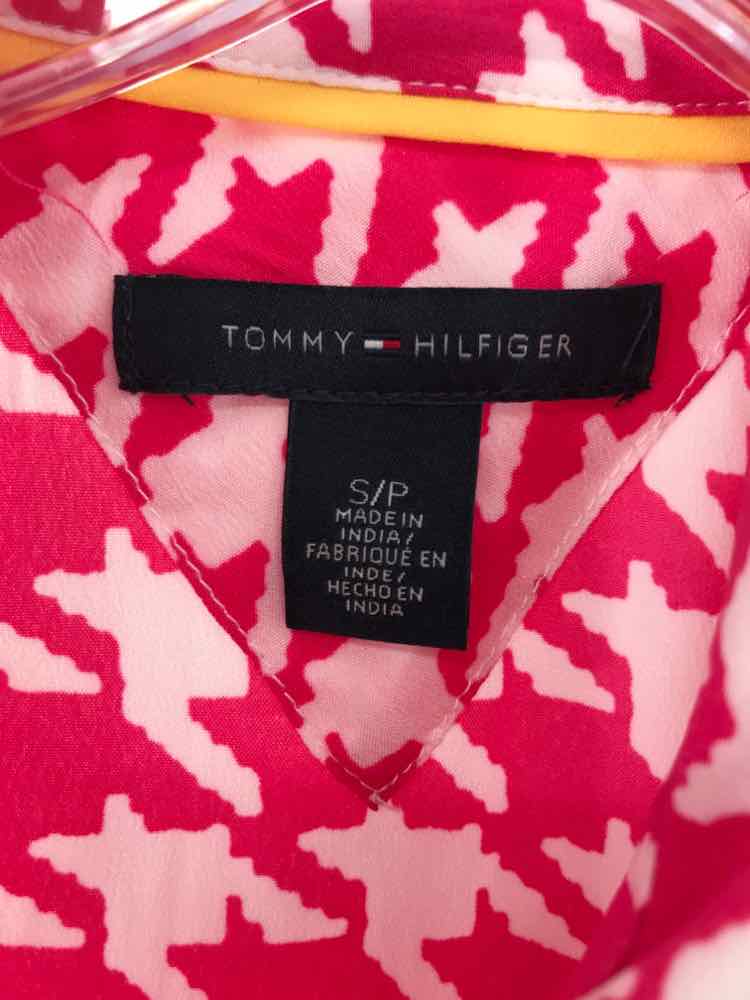 TOMMY HILFIGER
S/P
MADE IN
INDIA/
FABRIQUÉ EN
INDE/
HECHO EN
INDIA